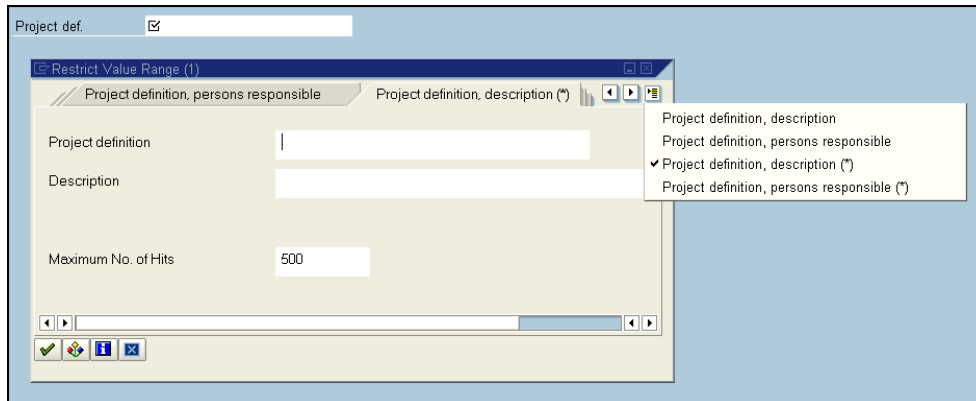 Project def.
Restrict Value Range (1)
Project definition, persons responsible
Project definition, description (*)
Project definition, description
Project definition, persons responsible
Project definition, description (*)
Project definition, persons responsible (*)
Project definition
Description
Maximum No. of Hits
500